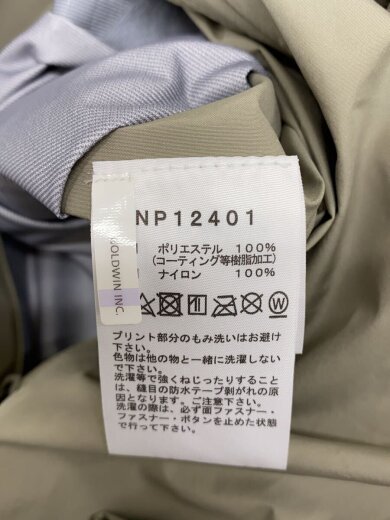 NP12401
ポリエステル 100%
(コーティング等樹脂加工)
ナイロン 100%
GOLDWIN INC.
W
プリント部分のもみ洗いはお避け
下さい。
色物は他の物と一緒に洗濯しない
で下さい。
洗濯等で強くねじったりすること
は、縫目の防水テープ剥がれの原
因となります。ご注意下さい。
洗濯の際は、必ず面ファスナー・
ファスナー・ボタンを止めた状態
で行って下さい。